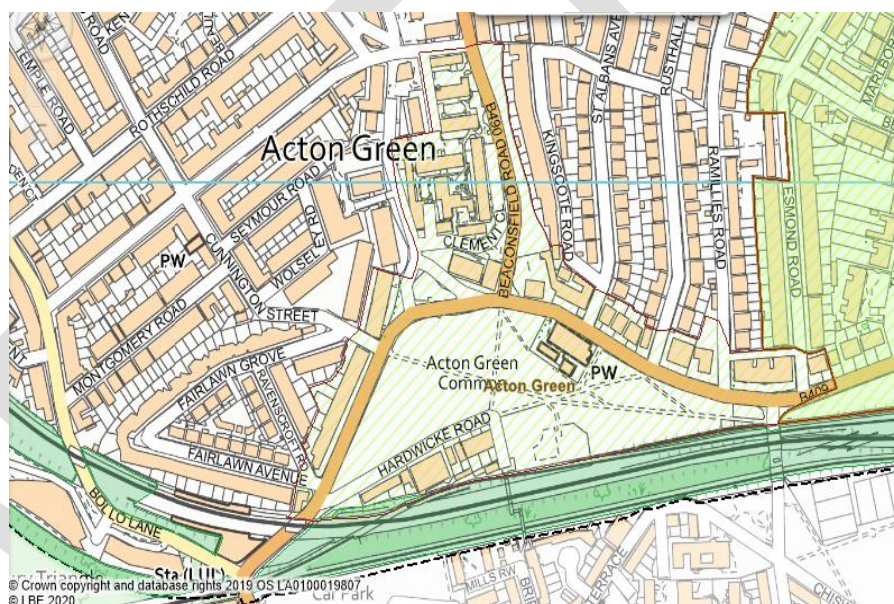 ROTHSCHILD ROAD
TEMPLE ROAD
ROAD
ST ALBANS AVE
RUSTHALL
B490
BEACONSFIELD ROAD
KINGSCOTE ROAD
RAMILLIES ROAD
ESMOND ROAD
Acton Green
SEYMOUR ROAD
WOLSELEY RD
CLEMENT CL
PW
CUNNINGTON STREET
MONTGOMERY ROAD
FAIRLAWN GROVE
RAVENSCROFT RD
FAIRLAWN AVENUE
Acton Green
Common
Acton Green
PW
HARDWICKE ROAD
B409
BOLLO LANE
Sta (LUL)
Car Park
MILLS RW
TERRACE
© Crown copyright and database rights 2019 OS LA0100019807
© LBE 2020